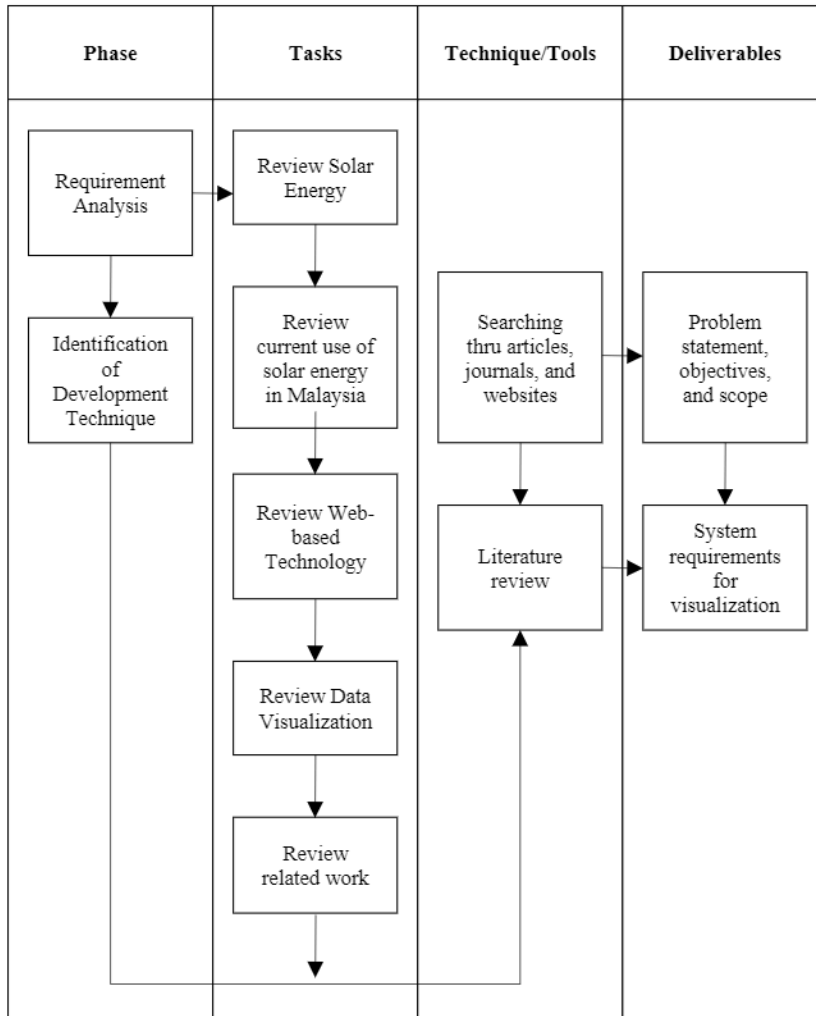 Phase
Tasks
Technique/Tools
Deliverables
Requirement
Analysis
Identification
of
Development
Technique
Review Solar
Energy
Review
current use of
solar energy
in Malaysia
Review Web-
based
Technology
Review Data
Visualization
Review
related work
Searching
thru articles,
journals, and
websites
Literature
review
Problem
statement,
objectives,
and scope
System
requirements
for
visualization